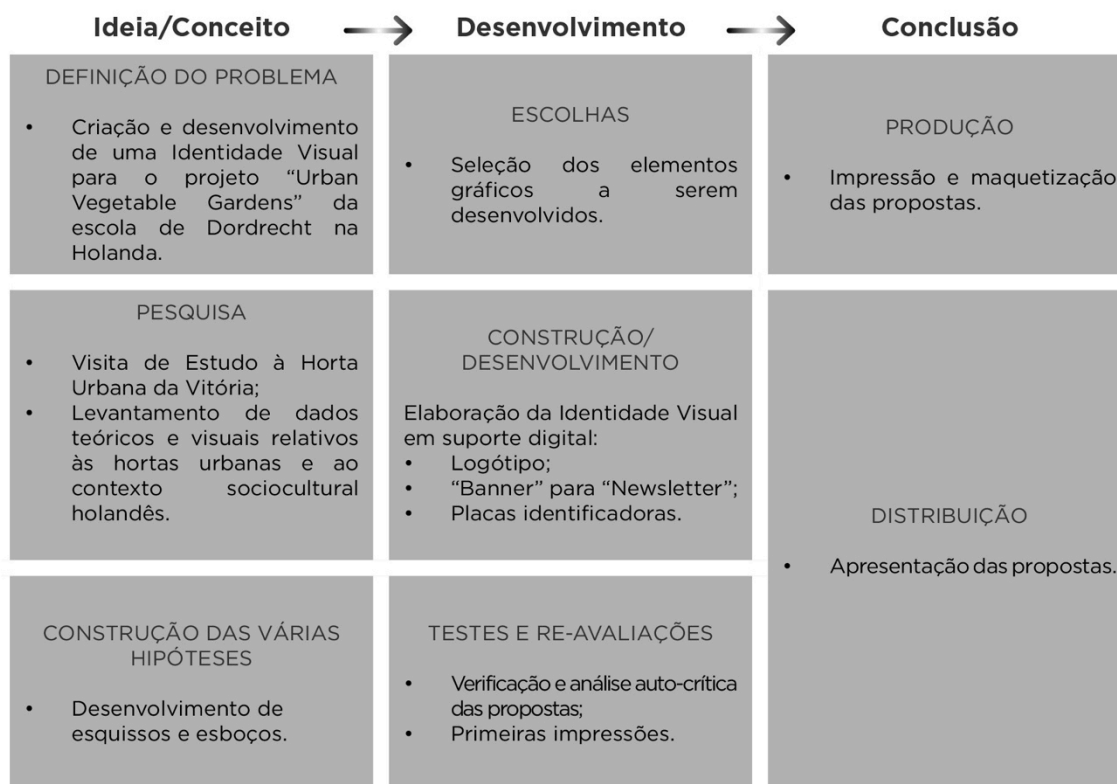 Ideia/Conceito
Desenvolvimento
Conclusão
DEFINIÇÃO DO PROBLEMA
• Criação e desenvolvimento
de uma Identidade Visual
para o projeto “Urban
Vegetable Gardens” da
escola de Dordrecht na
Holanda.
ESCOLHAS
• Seleção dos elementos
gráficos a serem
desenvolvidos.
PRODUÇÃO
• Impressão e maquetização
das propostas.
PESQUISA
• Visita de Estudo à Horta
Urbana da Vitória;
• Levantamento de dados
teóricos e visuais relativos
às hortas urbanas e ao
contexto sociocultural
holandês.
CONSTRUÇÃO/
DESENVOLVIMENTO
Elaboração da Identidade Visual
em suporte digital:
• Logótipo;
• “Banner” para “Newsletter”;
• Placas identificadoras.
DISTRIBUIÇÃO
• Apresentação das propostas.
CONSTRUÇÃO DAS VÁRIAS
HIPÓTESES
• Desenvolvimento de
esquissos e esboços.
TESTES E RE-AVALIAÇÕES
• Verificação e análise auto-crítica
das propostas;
• Primeiras impressões.